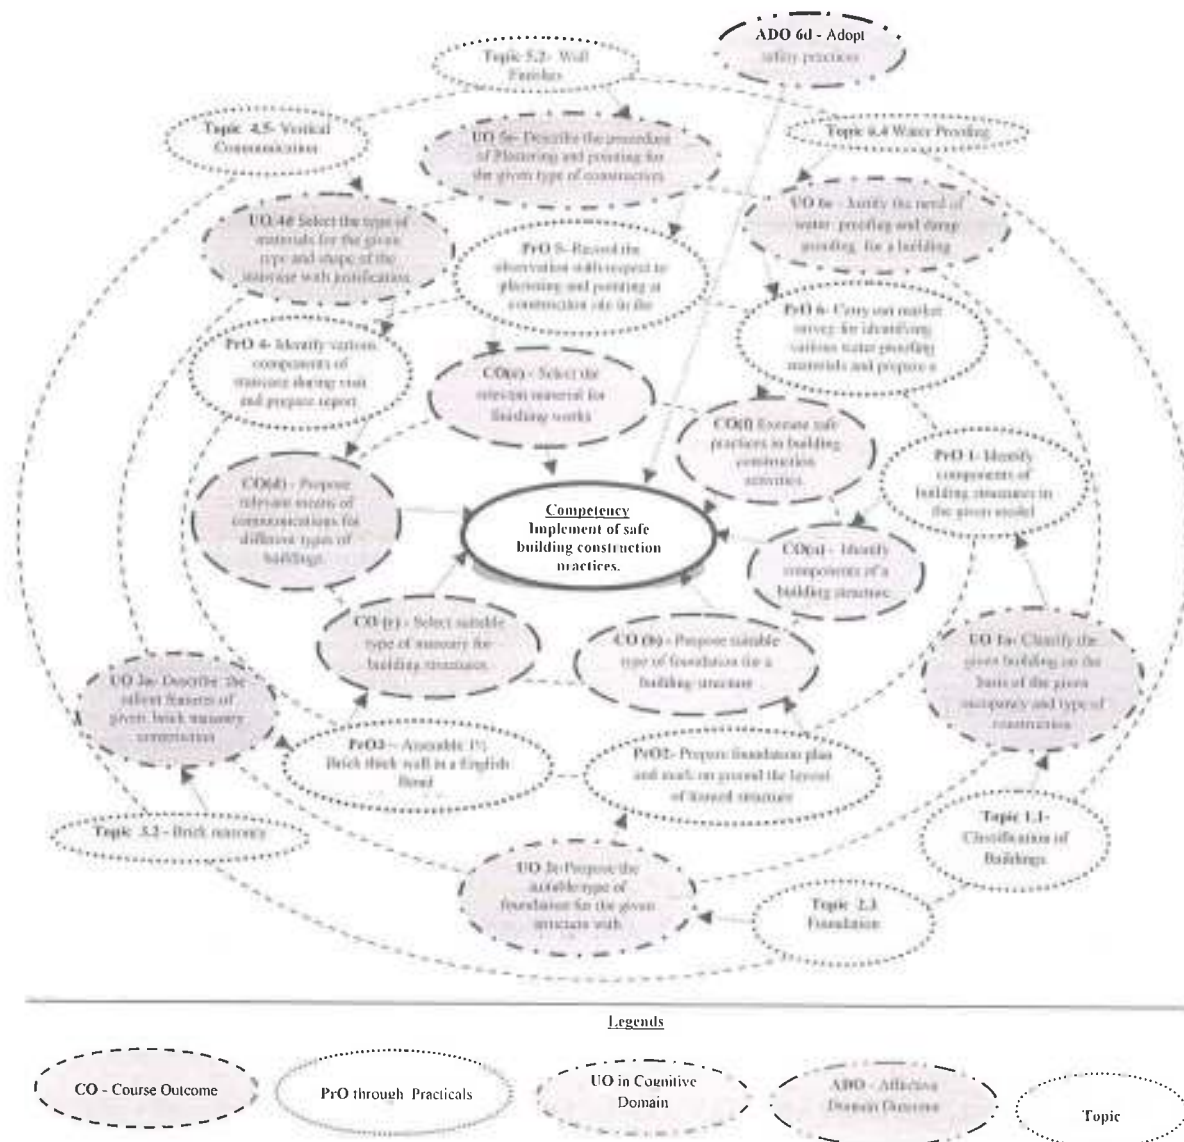 ADO 6d - Adopt
safety practices
Topic 5.2- Wall
Finishes
Topic 4.5- Vertical
Communication
UO 5e- Describe the procedure
of Plastering and pointing for
the given type of construction
Topic 6.4 Water Proofing
UO 4d Select the type of
materials for the given
type and shape of the
staircase with justification
UO 6e - Justify the need of
water proofing and damp
proofing for a building
PrO 5- Record the
observation with respect to
plastering and pointing at
construction site in the
PrO 6- Carry out market
survey for identifying
various water proofing
materials and prepare a
PrO 4- Identify various
components of
staircase during visit
and prepare report
CO(e) - Select the
relevant material for
finishing works
CO(f) Execute safe
practices in building
construction
activities.
PrO 1- Identify
components of
building structures in
the given model
CO(d) - Propose
relevant means of
communications for
different types of
buildings
Competency
Implement of safe
building construction
practices.
CO(a) - Identify
components of a
building structure
CO (c) - Select suitable
type of masonry for
building structures
CO (b) - Propose suitable
type of foundation for a
building structure
UO 1a- Classify the
given building on the
basis of the given
occupancy and type of
construction
UO 3a- Describe the
salient features of
given brick masonry
construction
PrO3 - Assemble 1½
Brick thick wall in a English
Bond
PrO2- Prepare foundation plan
and mark on ground the layout
of framed structure
Topic 3.2 - Brick masonry
Topic 1.1-
Classification of
Buildings
UO 2c-Propose the
suitable type of
foundation for the given
structure with
Topic 2.3
Foundation
Legends
CO - Course Outcome
PrO through Practicals
UO in Cognitive
Domain
ADO - Affective
Domain Outcome
Topic